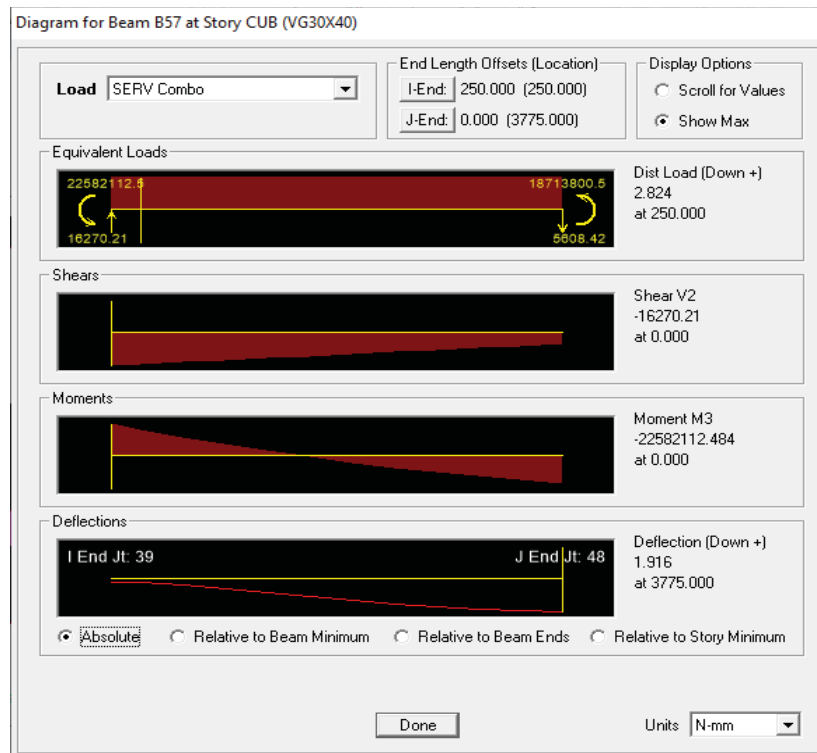 Diagram for Beam B57 at Story CUB (VG30X40)
Load SERV Combo
End Length Offsets (Location)
I-End: 250.000 (250.000)
J-End: 0.000 (3775.000)
Display Options
Scroll for Values
Show Max
Equivalent Loads
22582112.5 18713800.5
16270.21 5608.42
Dist Load (Down +)
2.824
at 250.000
Shears
Shear V2
-16270.21
at 0.000
Moments
Moment M3
-22582112.484
at 0.000
Deflections
I End Jt: 39 J End Jt: 48
Deflection (Down +)
1.916
at 3775.000
Absolute Relative to Beam Minimum Relative to Beam Ends Relative to Story Minimum
Done
Units N-mm